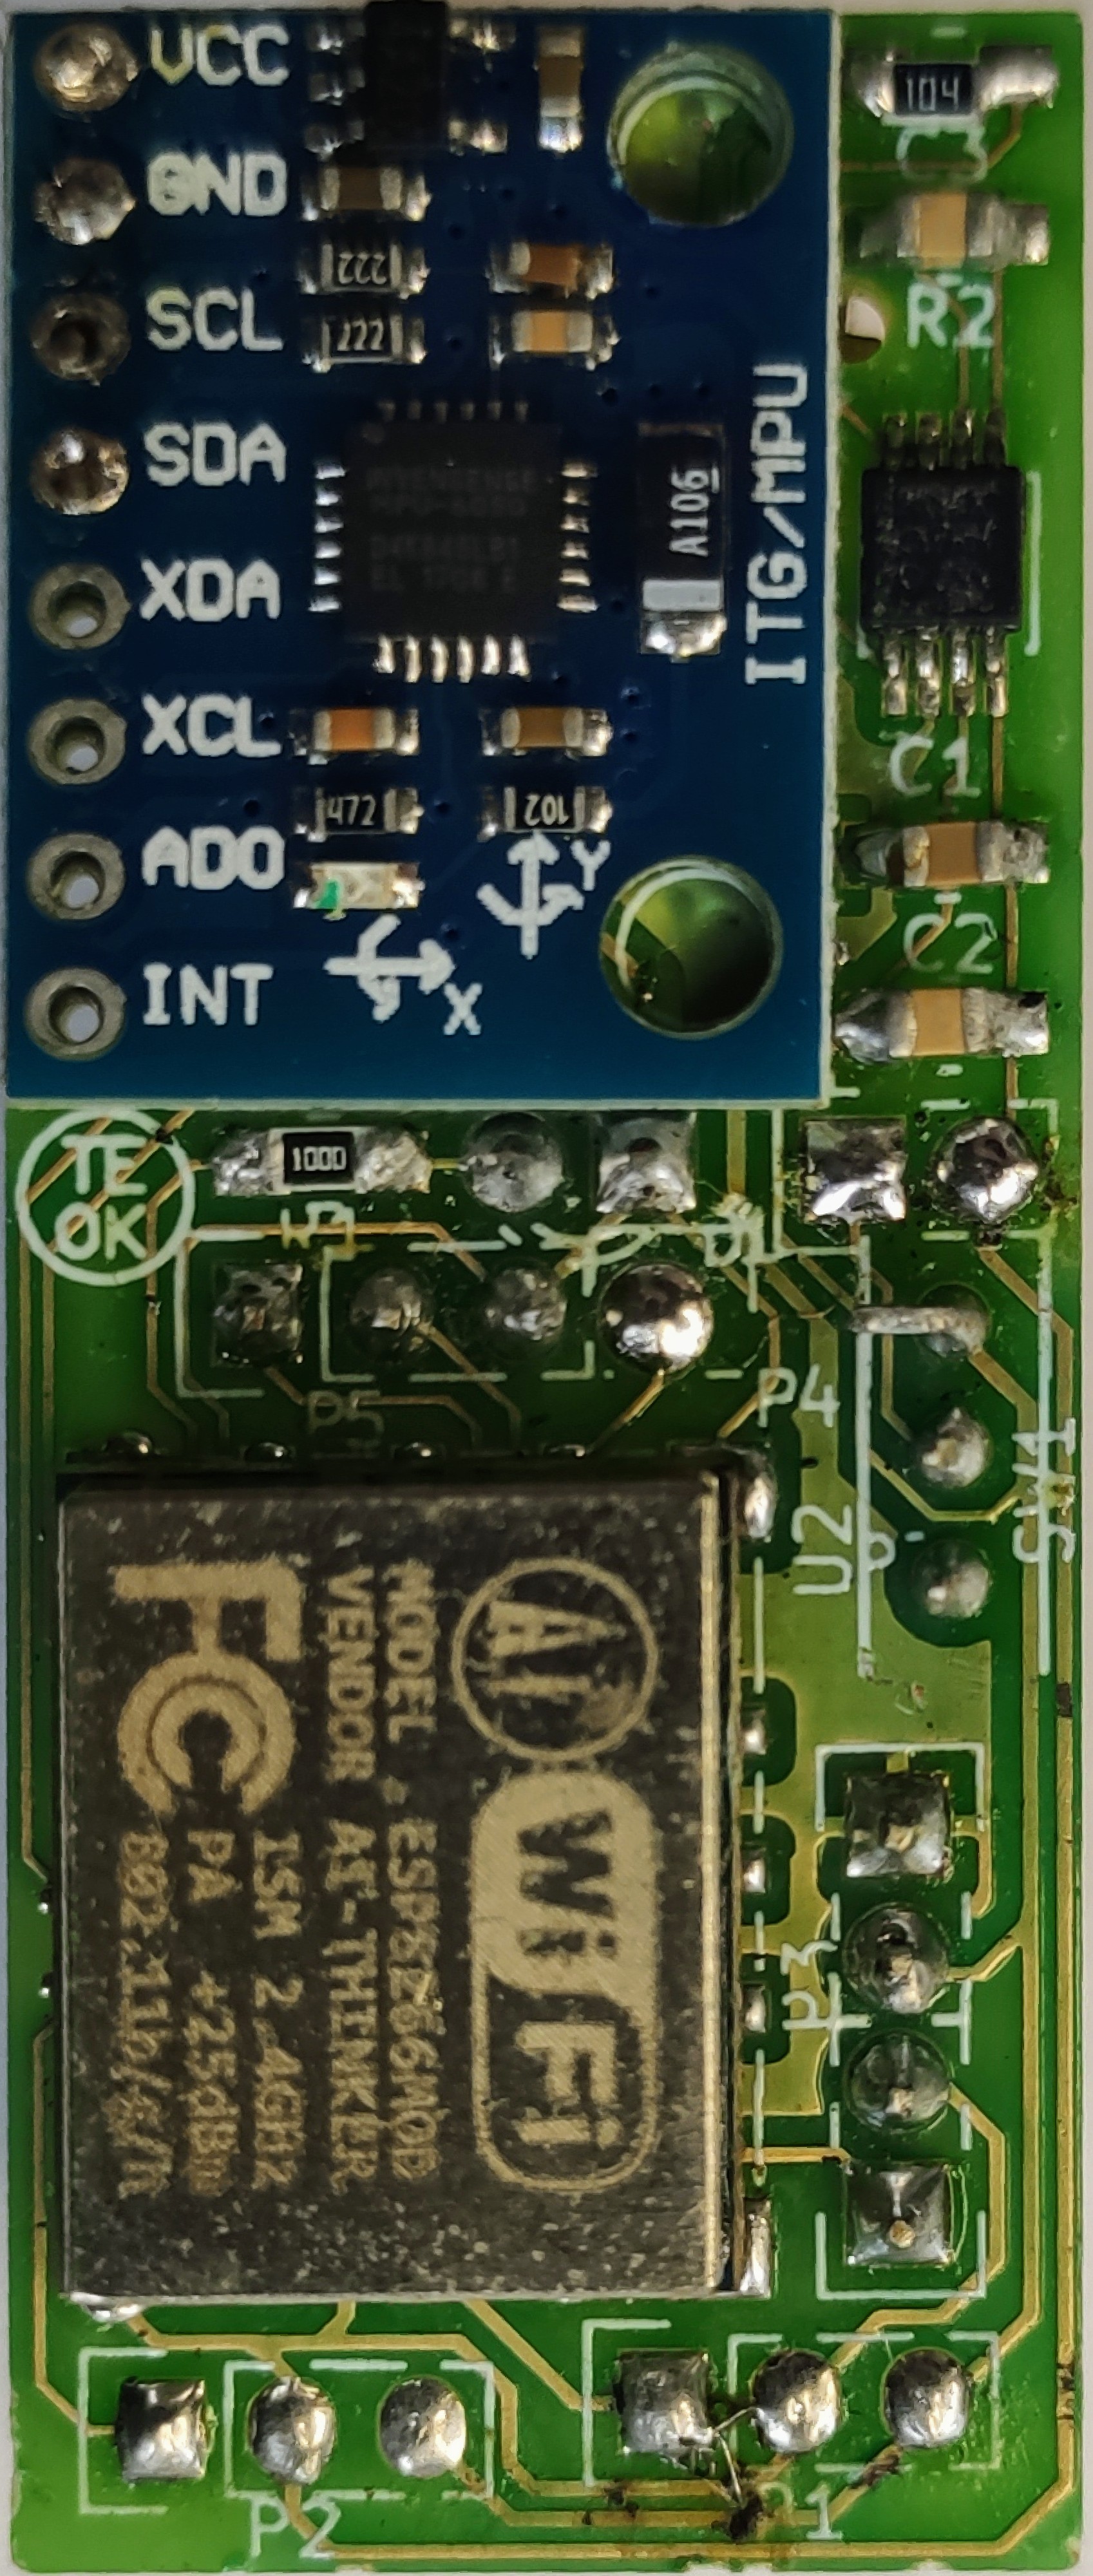 VCC
GND
SCL
SDA
XDA
XCL
ADO
INT
222
222
A106
ITG/MPU
472
102
Y
X
104
C3
R2
C1
C2
TE
OK
1000
P5
P4
U2
SW1
P3
P2
P1
Ai
WiFi
MODEL ESP8266MOD
VENDOR AI-THINKER
ISM 2.4GHz
PA +25dBm
802.11b/g/n
FC